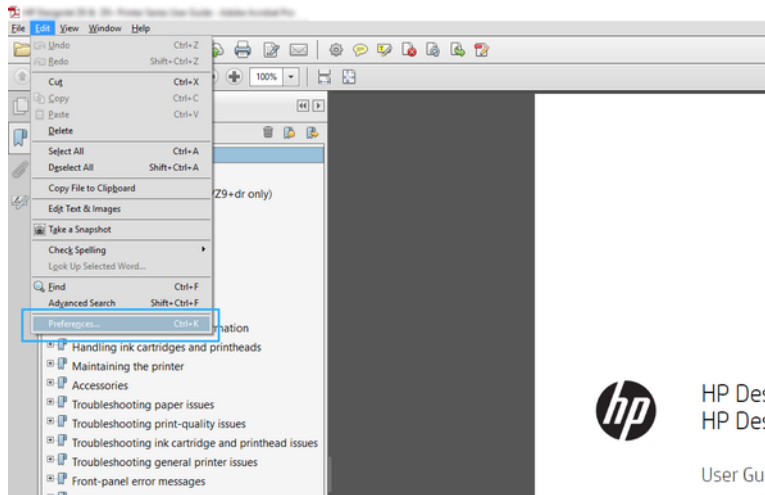 File Edit View Window Help
Undo Ctrl+Z
Redo Shift+Ctrl+Z
Cut Ctrl+X
Copy Ctrl+C
Paste Ctrl+V
Delete
Select All Ctrl+A
Deselect All Shift+Ctrl+A
Copy File to Clipboard
Edit Text & Images
Take a Snapshot
Check Spelling
Look Up Selected Word...
Find Ctrl+F
Advanced Search Shift+Ctrl+F
Preferences... Ctrl+K
100%
/Z9+dr only)
mation
Handling ink cartridges and printheads
Maintaining the printer
Accessories
Troubleshooting paper issues
Troubleshooting print-quality issues
Troubleshooting ink cartridge and printhead issues
Troubleshooting general printer issues
Front-panel error messages
hp
HP Des
HP Des
User Gu